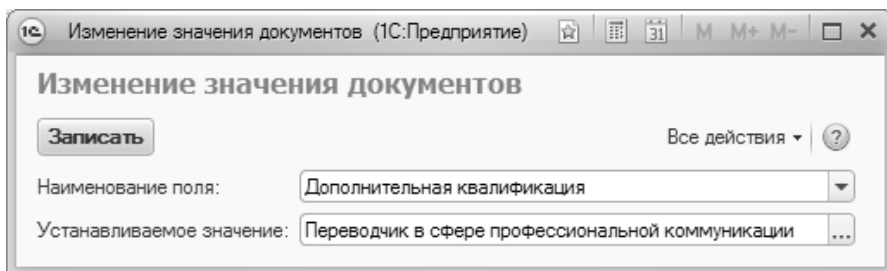 1С Изменение значения документов (1С:Предприятие) 31 M M+ M-
Изменение значения документов
Записать Все действия ?
Наименование поля: Дополнительная квалификация
Устанавливаемое значение: Переводчик в сфере профессиональной коммуникации ...